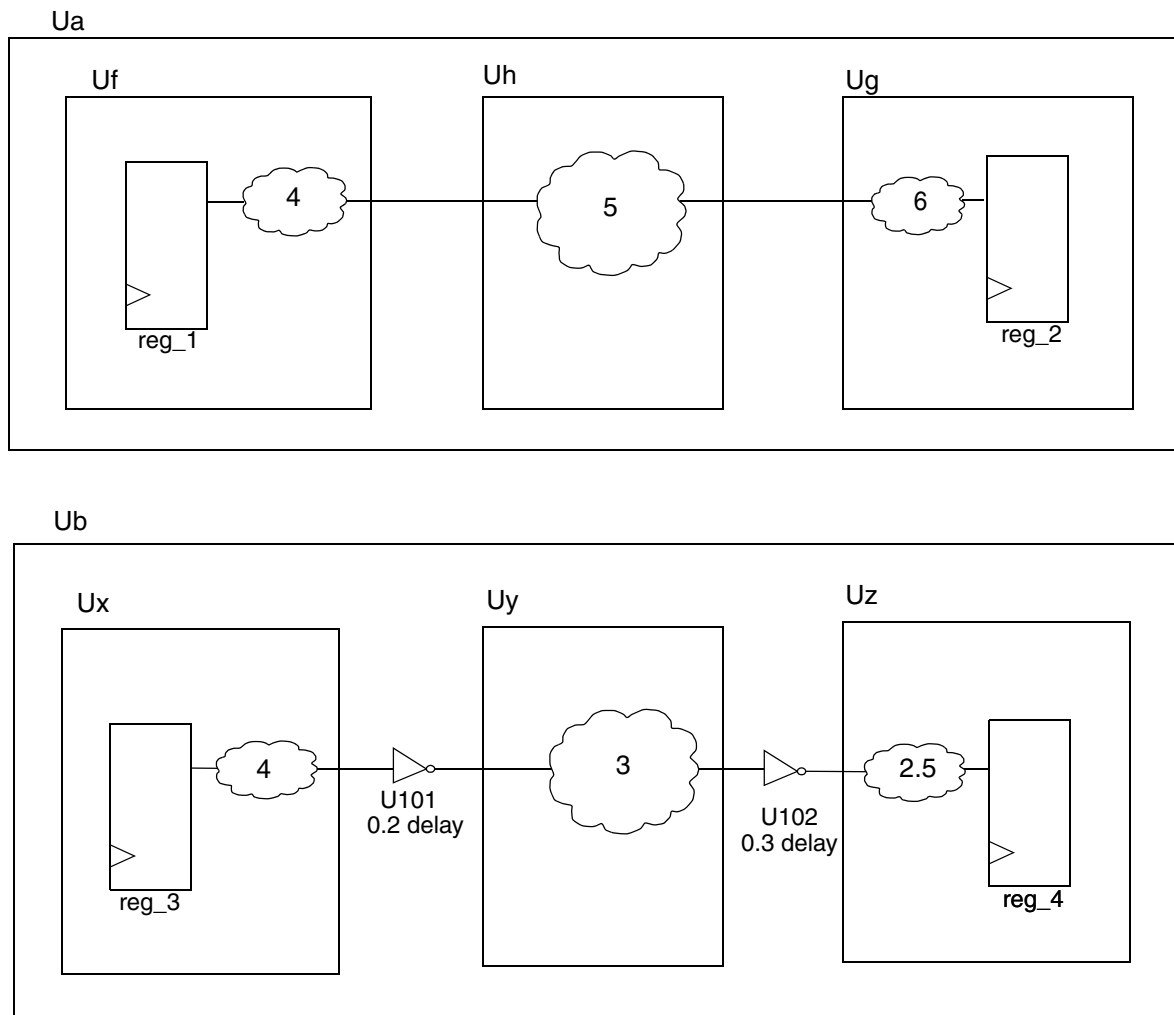 Ua
Uf
Uh
Ug
4
5
6
reg_1
reg_2
Ub
Ux
Uy
Uz
4
3
2.5
U101
0.2 delay
U102
0.3 delay
reg_3
reg_4